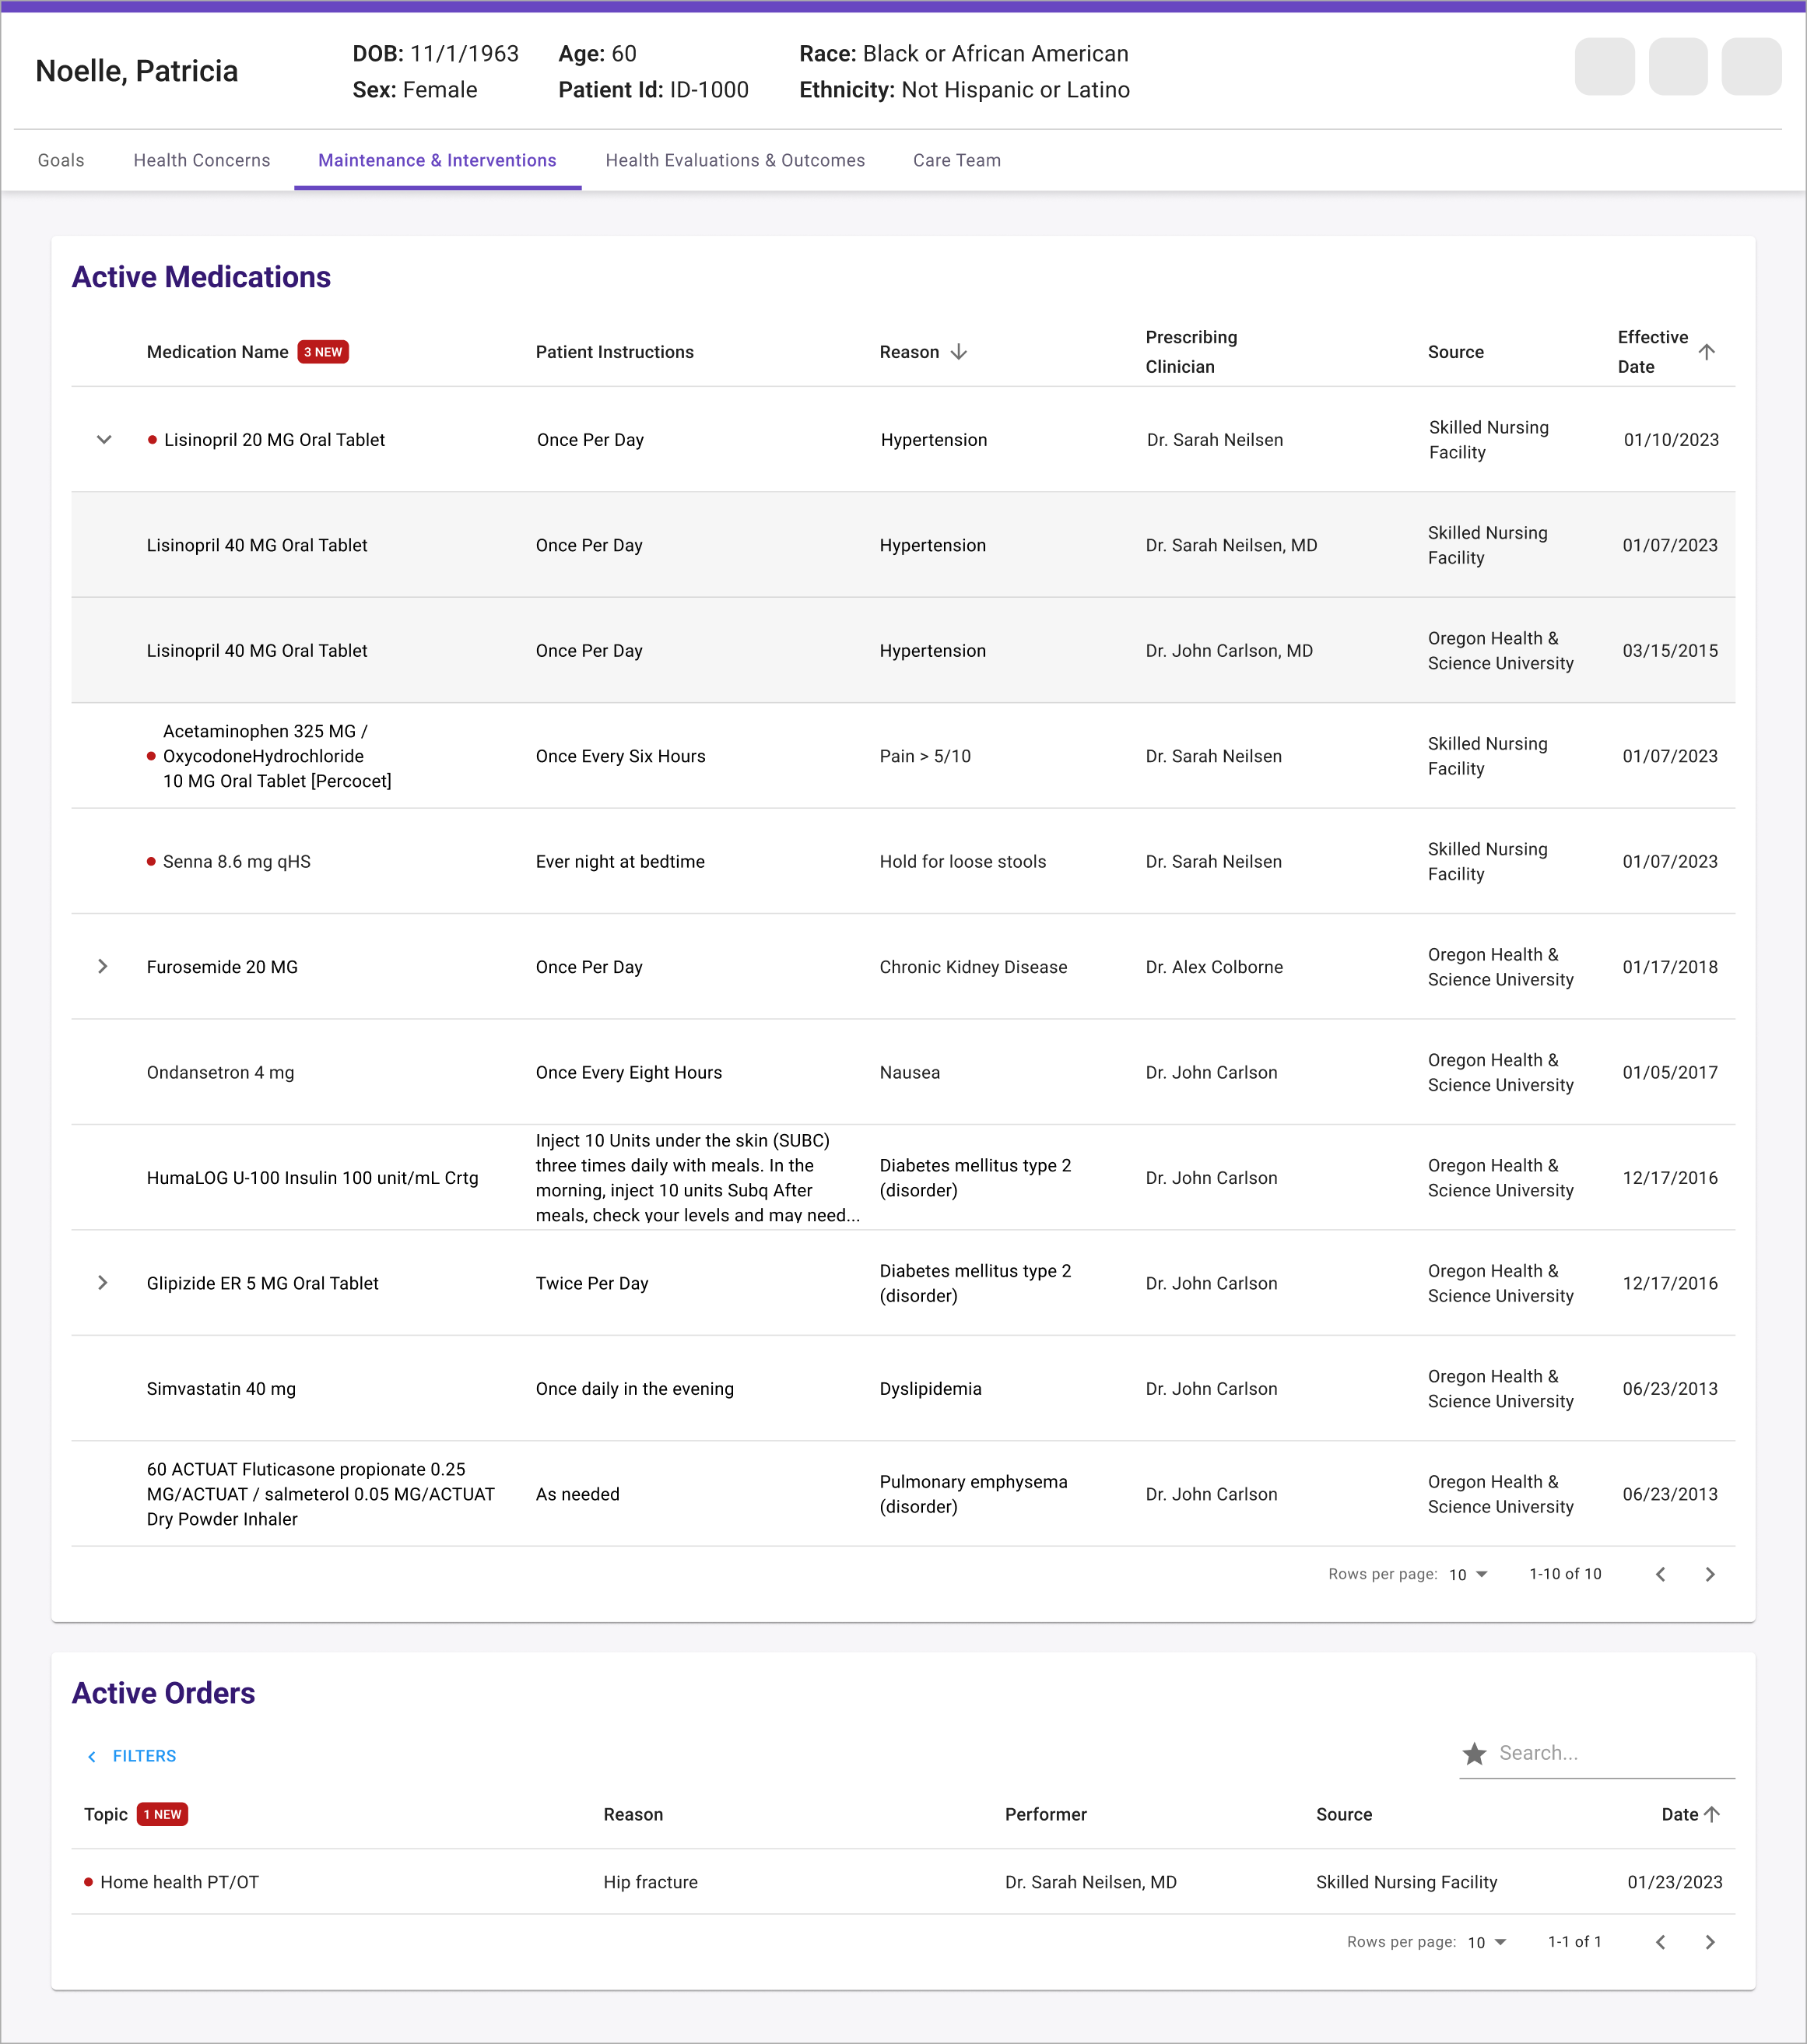 Noelle, Patricia
DOB: 11/1/1963 Age: 60 Race: Black or African American
Sex: Female Patient Id: ID-1000 Ethnicity: Not Hispanic or Latino
Goals Health Concerns Maintenance & Interventions Health Evaluations & Outcomes Care Team
Active Medications
Medication Name 3 NEW Patient Instructions Reason Prescribing Clinician Source Effective Date
Lisinopril 20 MG Oral Tablet Once Per Day Hypertension Dr. Sarah Neilsen Skilled Nursing Facility 01/10/2023
Lisinopril 40 MG Oral Tablet Once Per Day Hypertension Dr. Sarah Neilsen, MD Skilled Nursing Facility 01/07/2023
Lisinopril 40 MG Oral Tablet Once Per Day Hypertension Dr. John Carlson, MD Oregon Health & Science University 03/15/2015
Acetaminophen 325 MG /
OxycodoneHydrochloride
10 MG Oral Tablet [Percocet] Once Every Six Hours Pain > 5/10 Dr. Sarah Neilsen Skilled Nursing Facility 01/07/2023
Senna 8.6 mg qHS Ever night at bedtime Hold for loose stools Dr. Sarah Neilsen Skilled Nursing Facility 01/07/2023
Furosemide 20 MG Once Per Day Chronic Kidney Disease Dr. Alex Colborne Oregon Health & Science University 01/17/2018
Ondansetron 4 mg Once Every Eight Hours Nausea Dr. John Carlson Oregon Health & Science University 01/05/2017
HumaLOG U-100 Insulin 100 unit/mL Crtg
Inject 10 Units under the skin (SUBC)
three times daily with meals. In the
morning, inject 10 units Subq After
meals, check your levels and may need...
Diabetes mellitus type 2 (disorder) Dr. John Carlson Oregon Health & Science University 12/17/2016
Glipizide ER 5 MG Oral Tablet Twice Per Day Diabetes mellitus type 2 (disorder) Dr. John Carlson Oregon Health & Science University 12/17/2016
Simvastatin 40 mg Once daily in the evening Dyslipidemia Dr. John Carlson Oregon Health & Science University 06/23/2013
60 ACTUAT Fluticasone propionate 0.25
MG/ACTUAT / salmeterol 0.05 MG/ACTUAT
Dry Powder Inhaler As needed Pulmonary emphysema (disorder) Dr. John Carlson Oregon Health & Science University 06/23/2013
Rows per page: 10 1-10 of 10
Active Orders
FILTERS Search...
Topic 1 NEW Reason Performer Source Date
Home health PT/OT Hip fracture Dr. Sarah Neilsen, MD Skilled Nursing Facility 01/23/2023
Rows per page: 10 1-1 of 1